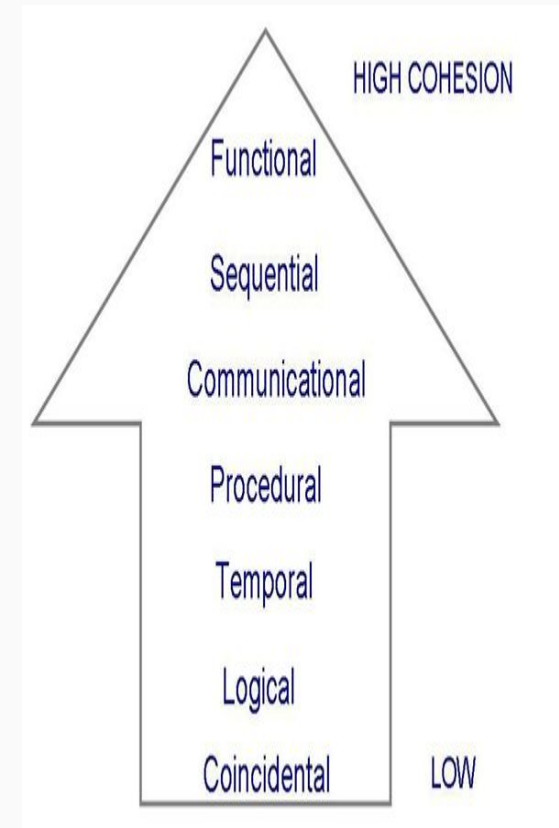 HIGH COHESION
Functional
Sequential
Communicational
Procedural
Temporal
Logical
Coincidental LOW